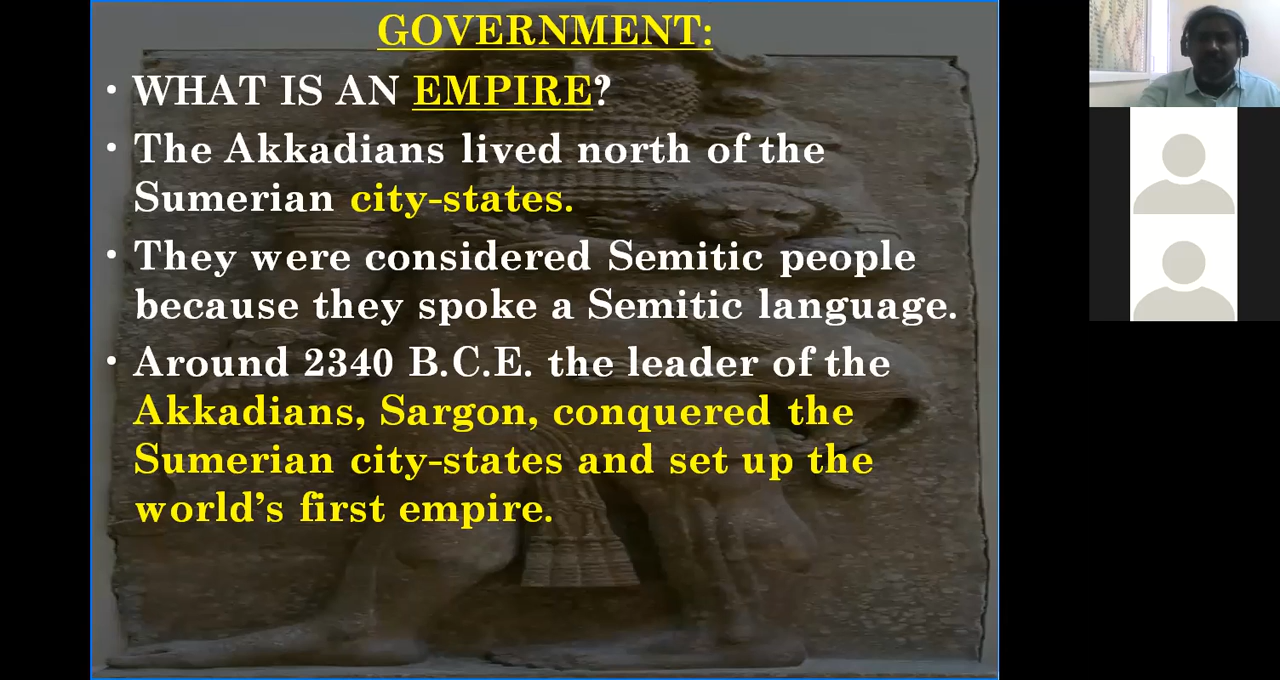 GOVERNMENT:
• WHAT IS AN EMPIRE?
• The Akkadians lived north of the
Sumerian city-states.
• They were considered Semitic people
because they spoke a Semitic language.
• Around 2340 B.C.E. the leader of the
Akkadians, Sargon, conquered the
Sumerian city-states and set up the
world’s first empire.